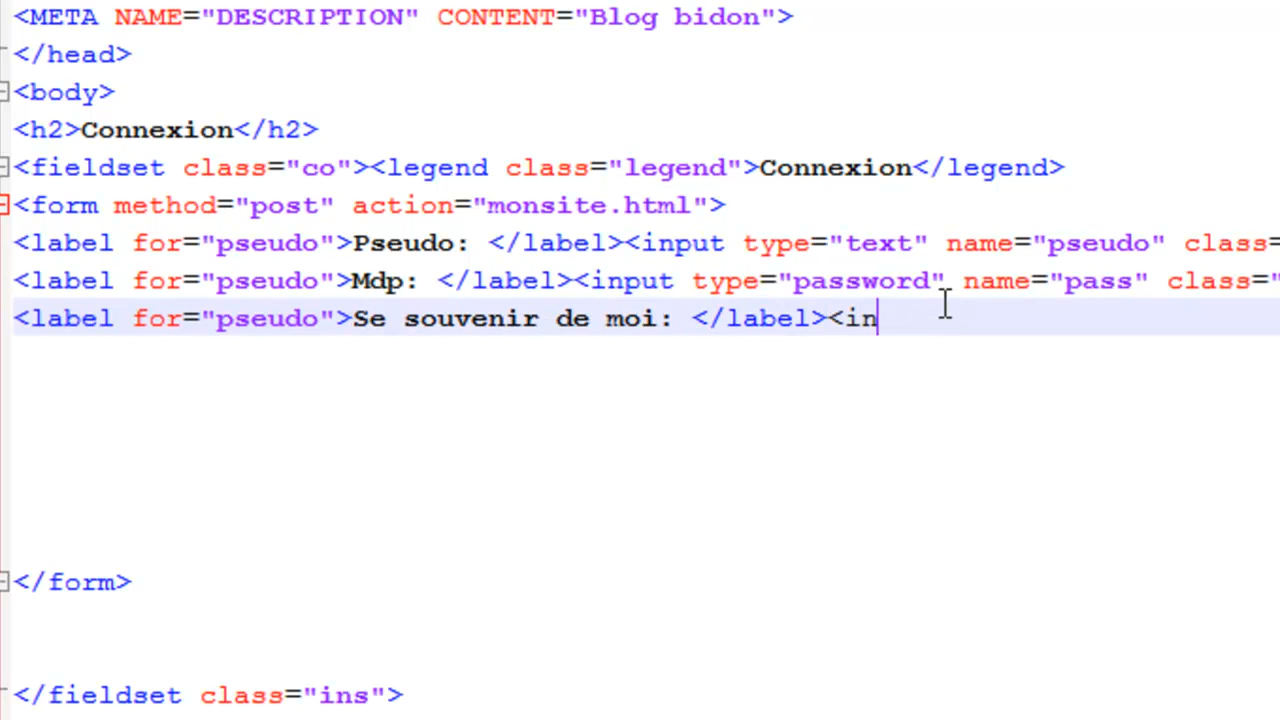 <META NAME="DESCRIPTION" CONTENT="Blog bidon">
</head>
<body>
<h2>Connexion</h2>
<fieldset class="co"><legend class="legend">Connexion</legend>
<form method="post" action="monsite.html">
<label for="pseudo">Pseudo: </label><input type="text" name="pseudo" class=
<label for="pseudo">Mdp: </label><input type="password" name="pass" class="
<label for="pseudo">Se souvenir de moi: </label><in
</form>
</fieldset class="ins">